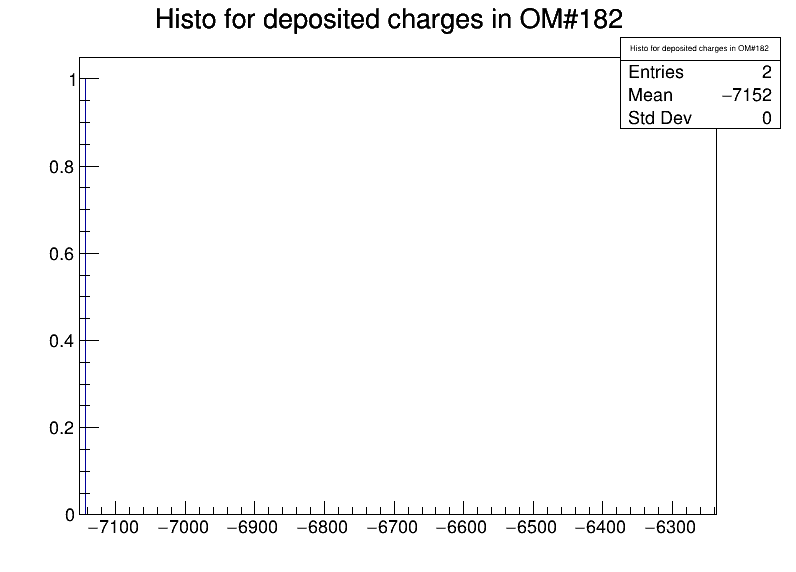 Histo for deposited charges in OM#182
Histo for deposited charges in OM#182
Entries 2
Mean −7152
Std Dev 0
1
0.8
0.6
0.4
0.2
0
−7100 −7000 −6900 −6800 −6700 −6600 −6500 −6400 −6300